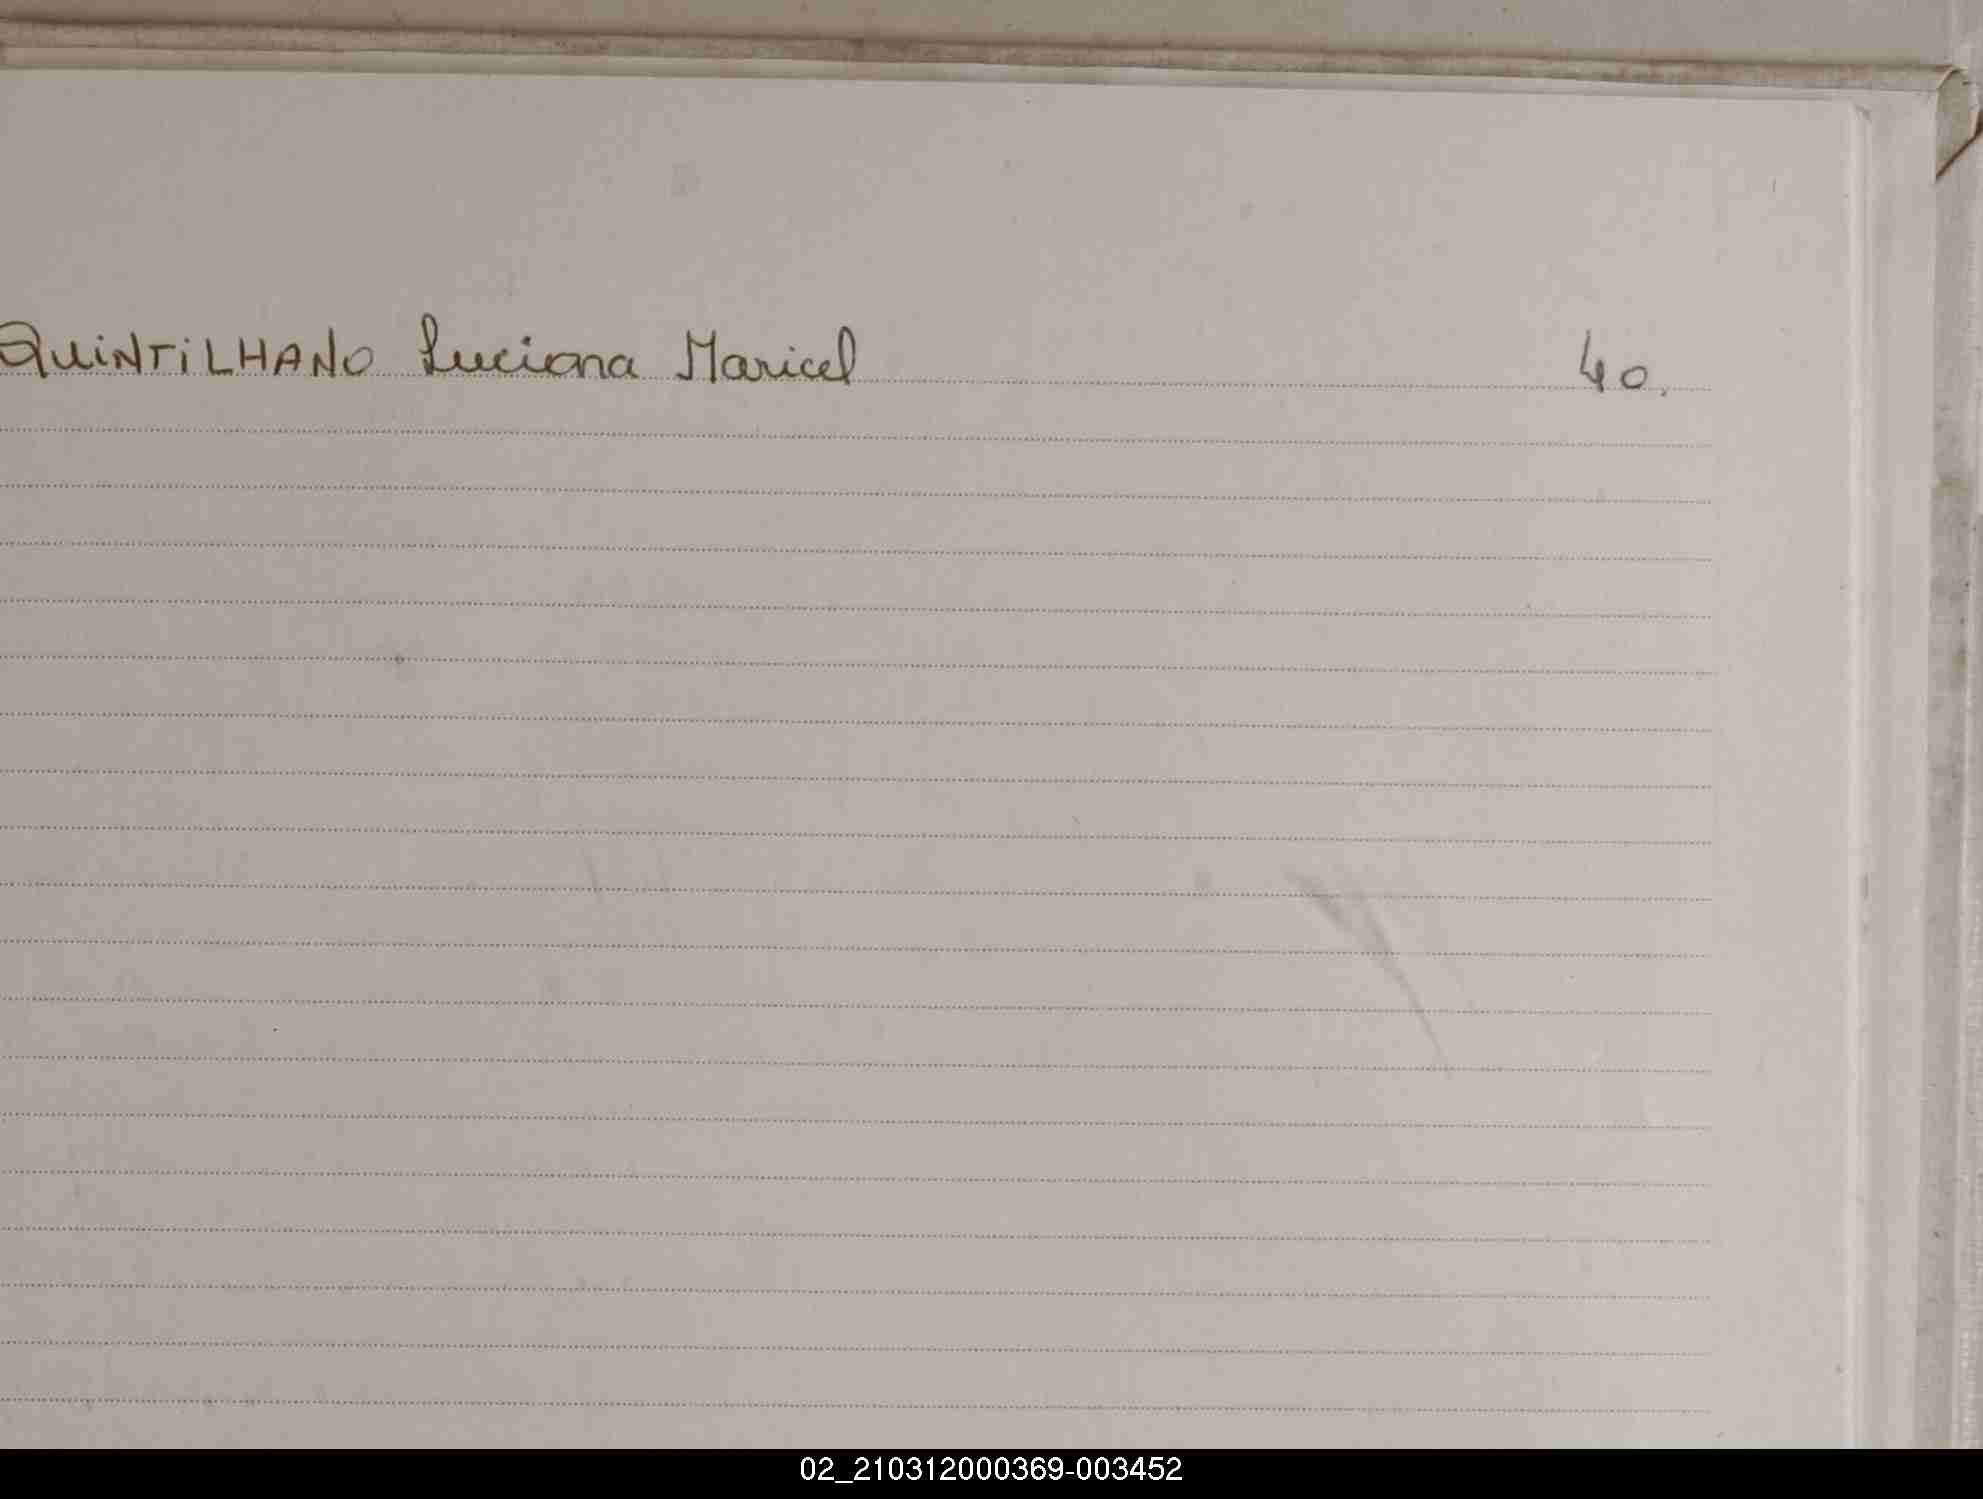 QUINTILHANO Luciana Maricel 40.
02_210312000369-003452